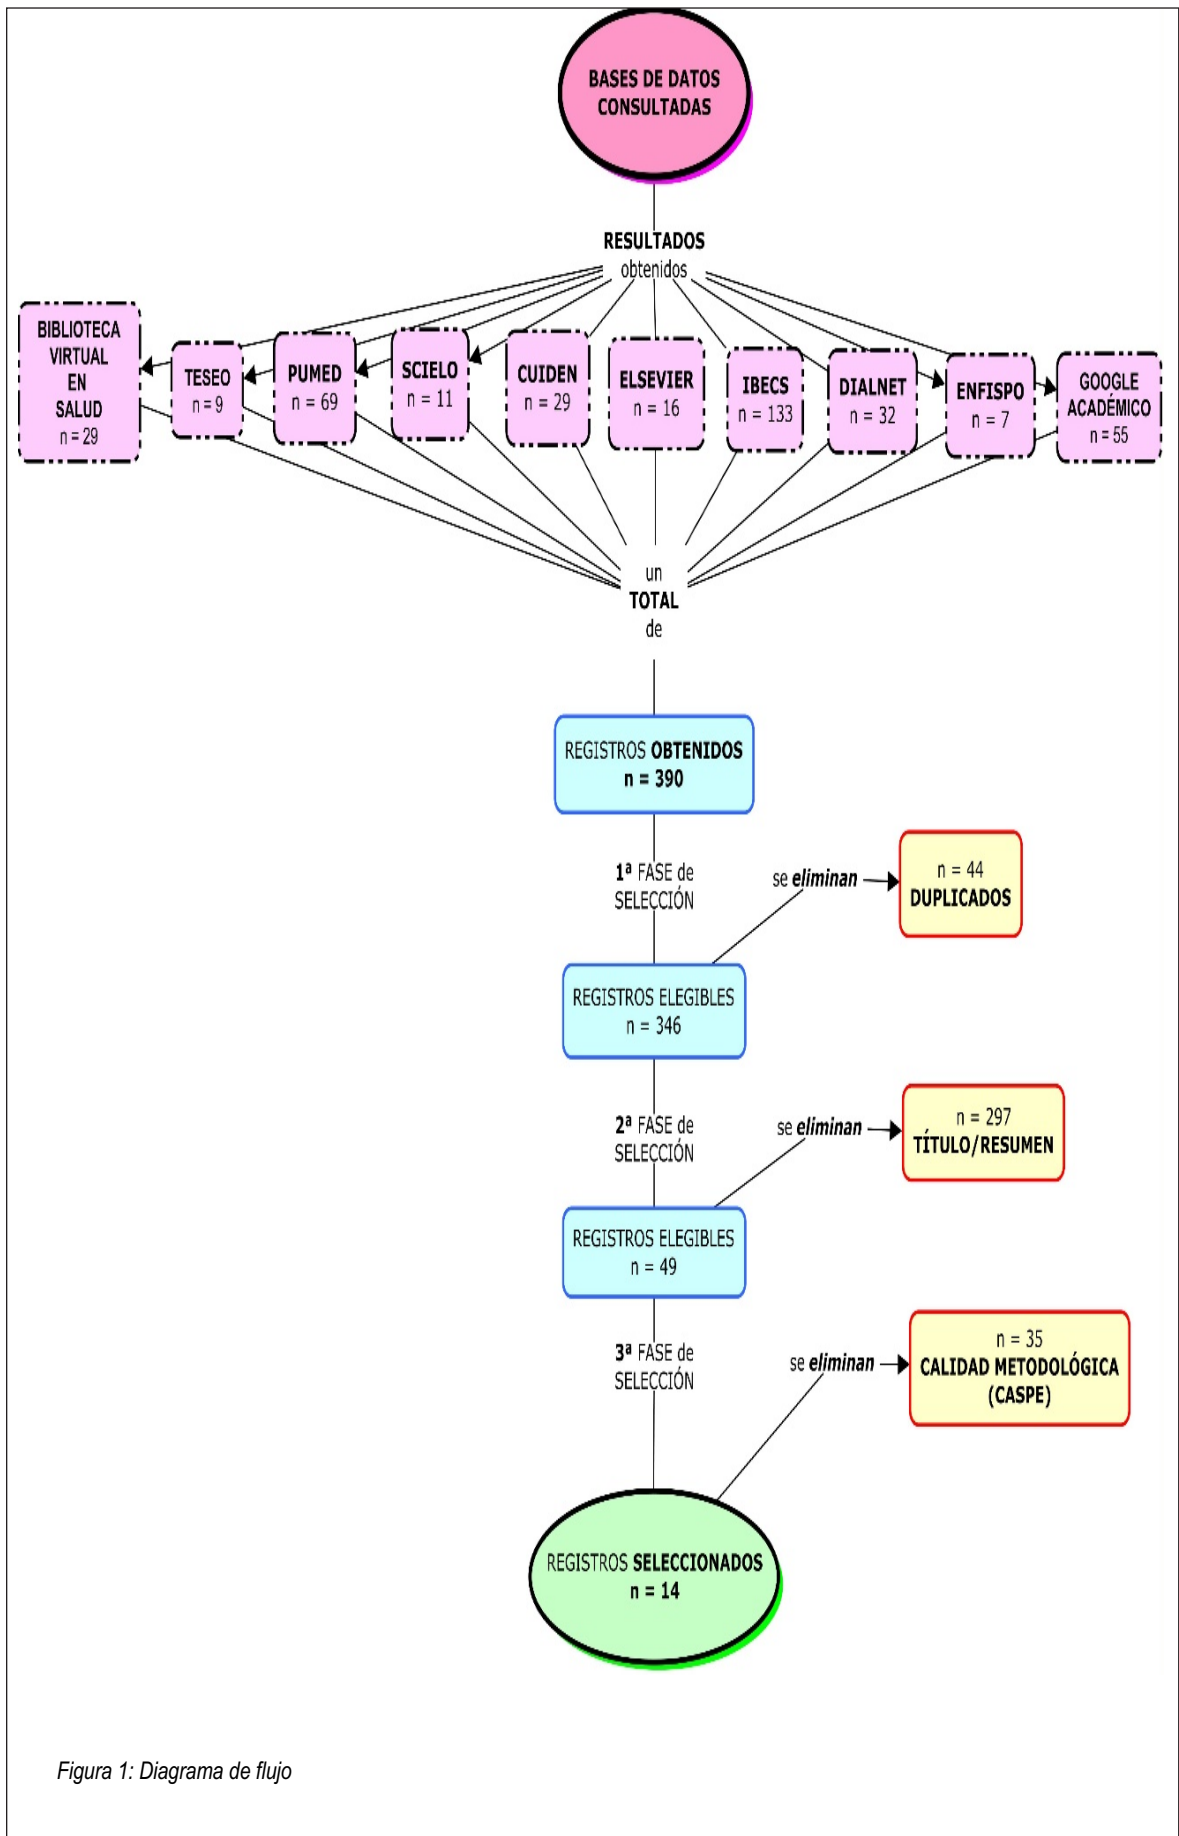 BASES DE DATOS
CONSULTADAS
RESULTADOS
obtenidos
BIBLIOTECA
VIRTUAL
EN
SALUD
n = 29
TESEO
n = 9
PUMED
n = 69
SCIELO
n = 11
CUIDEN
n = 29
ELSEVIER
n = 16
IBECS
n = 133
DIALNET
n = 32
ENFISPO
n = 7
GOOGLE
ACADÉMICO
n = 55
un
TOTAL
de
REGISTROS OBTENIDOS
n = 390
1ª FASE de
SELECCIÓN
se eliminan
n = 44
DUPLICADOS
REGISTROS ELEGIBLES
n = 346
2ª FASE de
SELECCIÓN
se eliminan
n = 297
TÍTULO/RESUMEN
REGISTROS ELEGIBLES
n = 49
3ª FASE de
SELECCIÓN
se eliminan
n = 35
CALIDAD METODOLÓGICA
(CASPE)
REGISTROS SELECCIONADOS
n = 14
Figura 1: Diagrama de flujo